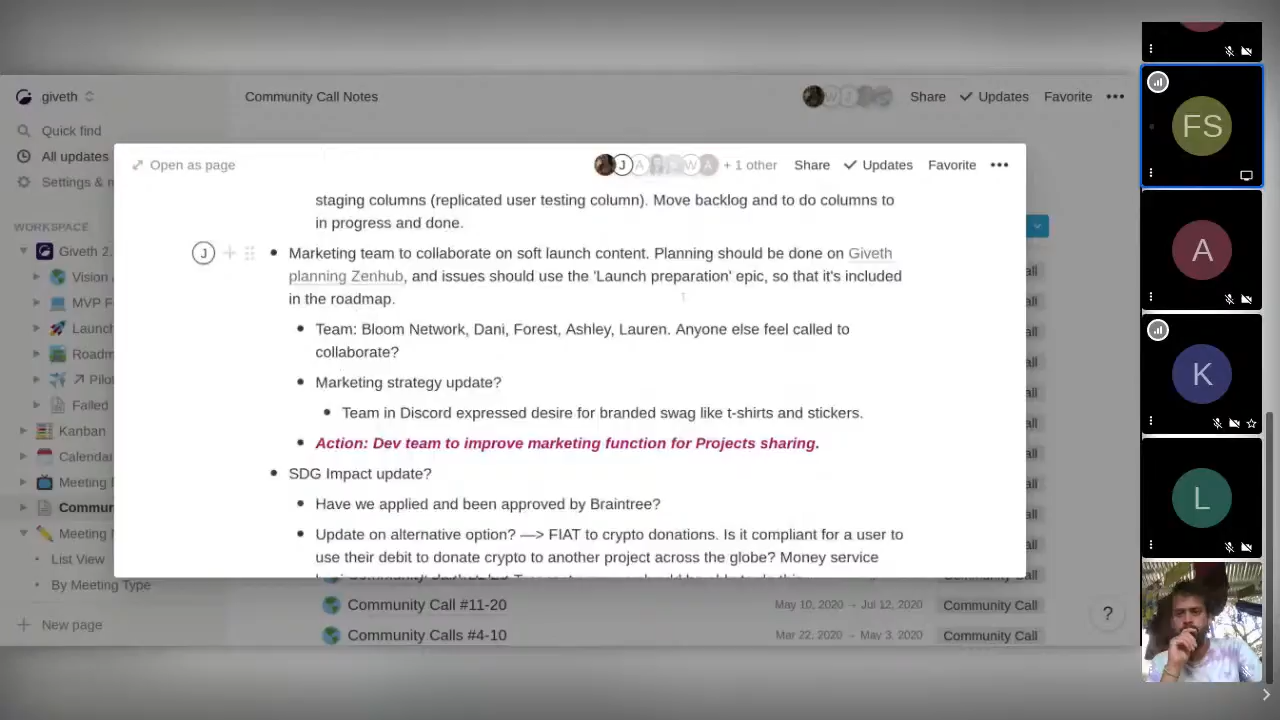 giveth
Community Call Notes
Share
Updates
Favorite
Quick find
All updates
Settings & m
Open as page
J
A
W
A
+ 1 other
Share
Updates
Favorite
staging columns (replicated user testing column). Move backlog and to do columns to
in progress and done.
J
Marketing team to collaborate on soft launch content. Planning should be done on Giveth
planning Zenhub, and issues should use the 'Launch preparation' epic, so that it's included
in the roadmap.
Team: Bloom Network, Dani, Forest, Ashley, Lauren. Anyone else feel called to
collaborate?
Marketing strategy update?
Team in Discord expressed desire for branded swag like t-shirts and stickers.
Action: Dev team to improve marketing function for Projects sharing.
SDG Impact update?
Have we applied and been approved by Braintree?
Update on alternative option? —> FIAT to crypto donations. Is it compliant for a user to
use their debit to donate crypto to another project across the globe? Money service
WORKSPACE
Giveth 2.
Vision
MVP F
Launch
Roadm
Pilot
Failed
Kanban
Calendar
Meeting
Commur
Meeting
List View
By Meeting Type
New page
Community Call #11-20
May 10, 2020 → Jul 12, 2020
Community Call
Community Calls #4-10
Mar 22, 2020 → May 3, 2020
Community Call
?
FS
A
K
L